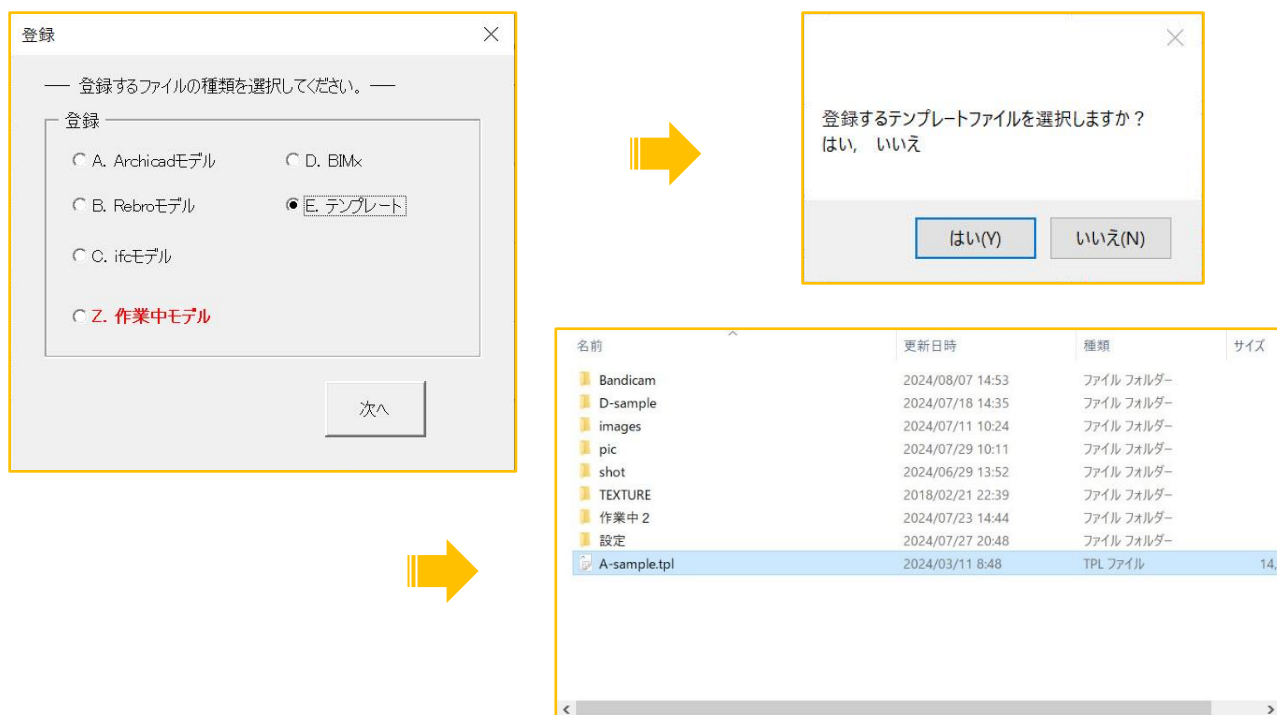 登録
── 登録するファイルの種類を選択してください。 ──
登録
A. Archicadモデル
D. BIMx
B. Rebroモデル
E. テンプレート
C. ifcモデル
Z. 作業中モデル
次へ
登録するテンプレートファイルを選択しますか？
はい, いいえ
はい(Y) いいえ(N)
名前 更新日時 種類 サイズ
Bandicam 2024/08/07 14:53 ファイル フォルダー
D-sample 2024/07/18 14:35 ファイル フォルダー
images 2024/07/11 10:24 ファイル フォルダー
pic 2024/07/29 10:11 ファイル フォルダー
shot 2024/06/29 13:52 ファイル フォルダー
TEXTURE 2018/02/21 22:39 ファイル フォルダー
作業中２ 2024/07/23 14:44 ファイル フォルダー
設定 2024/07/27 20:48 ファイル フォルダー
A-sample.tpl 2024/03/11 8:48 TPL ファイル 14,